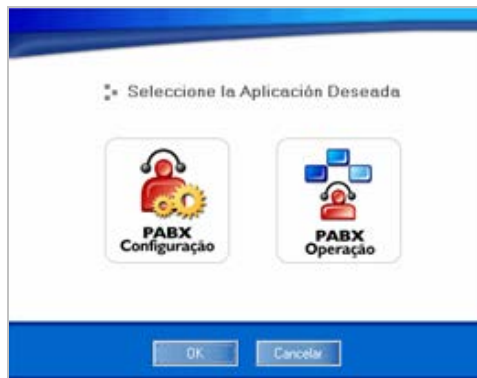 Seleccione la Aplicación Deseada
PABX
Configuração
PABX
Operação
OK
Cancelar